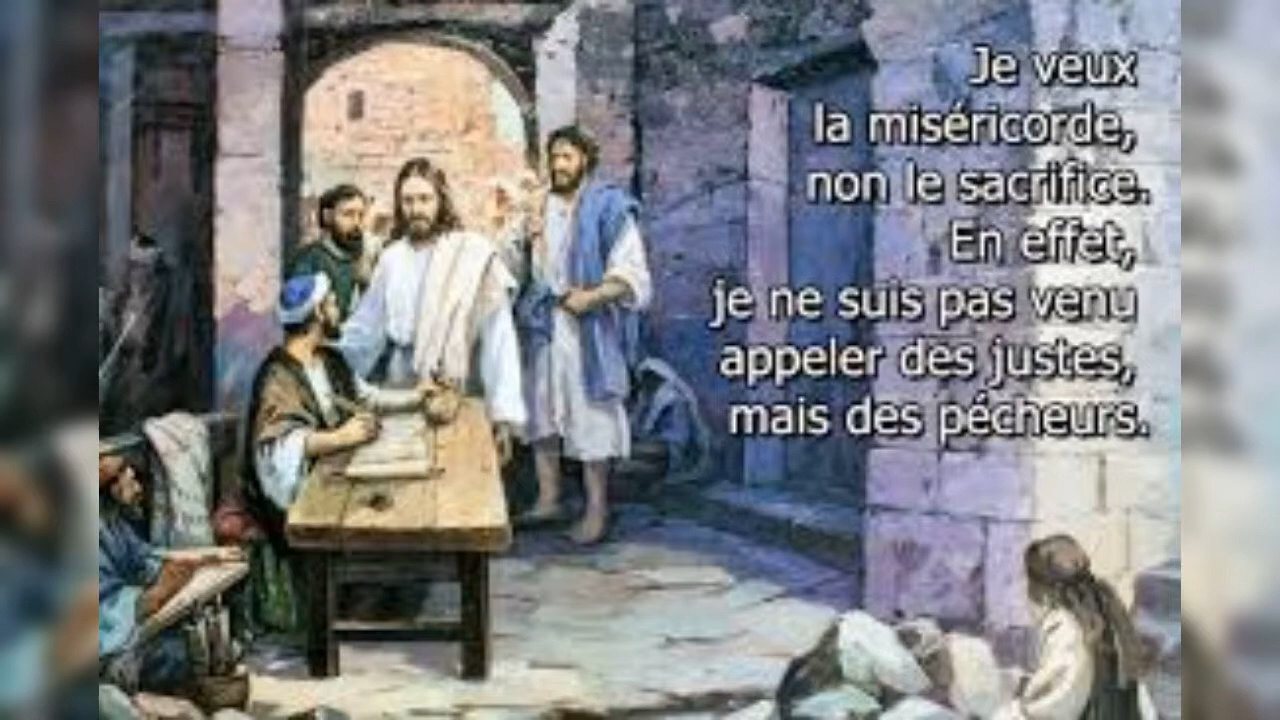 Je veux
la miséricorde,
non le sacrifice.
En effet,
je ne suis pas venu
appeler des justes,
mais des pécheurs.